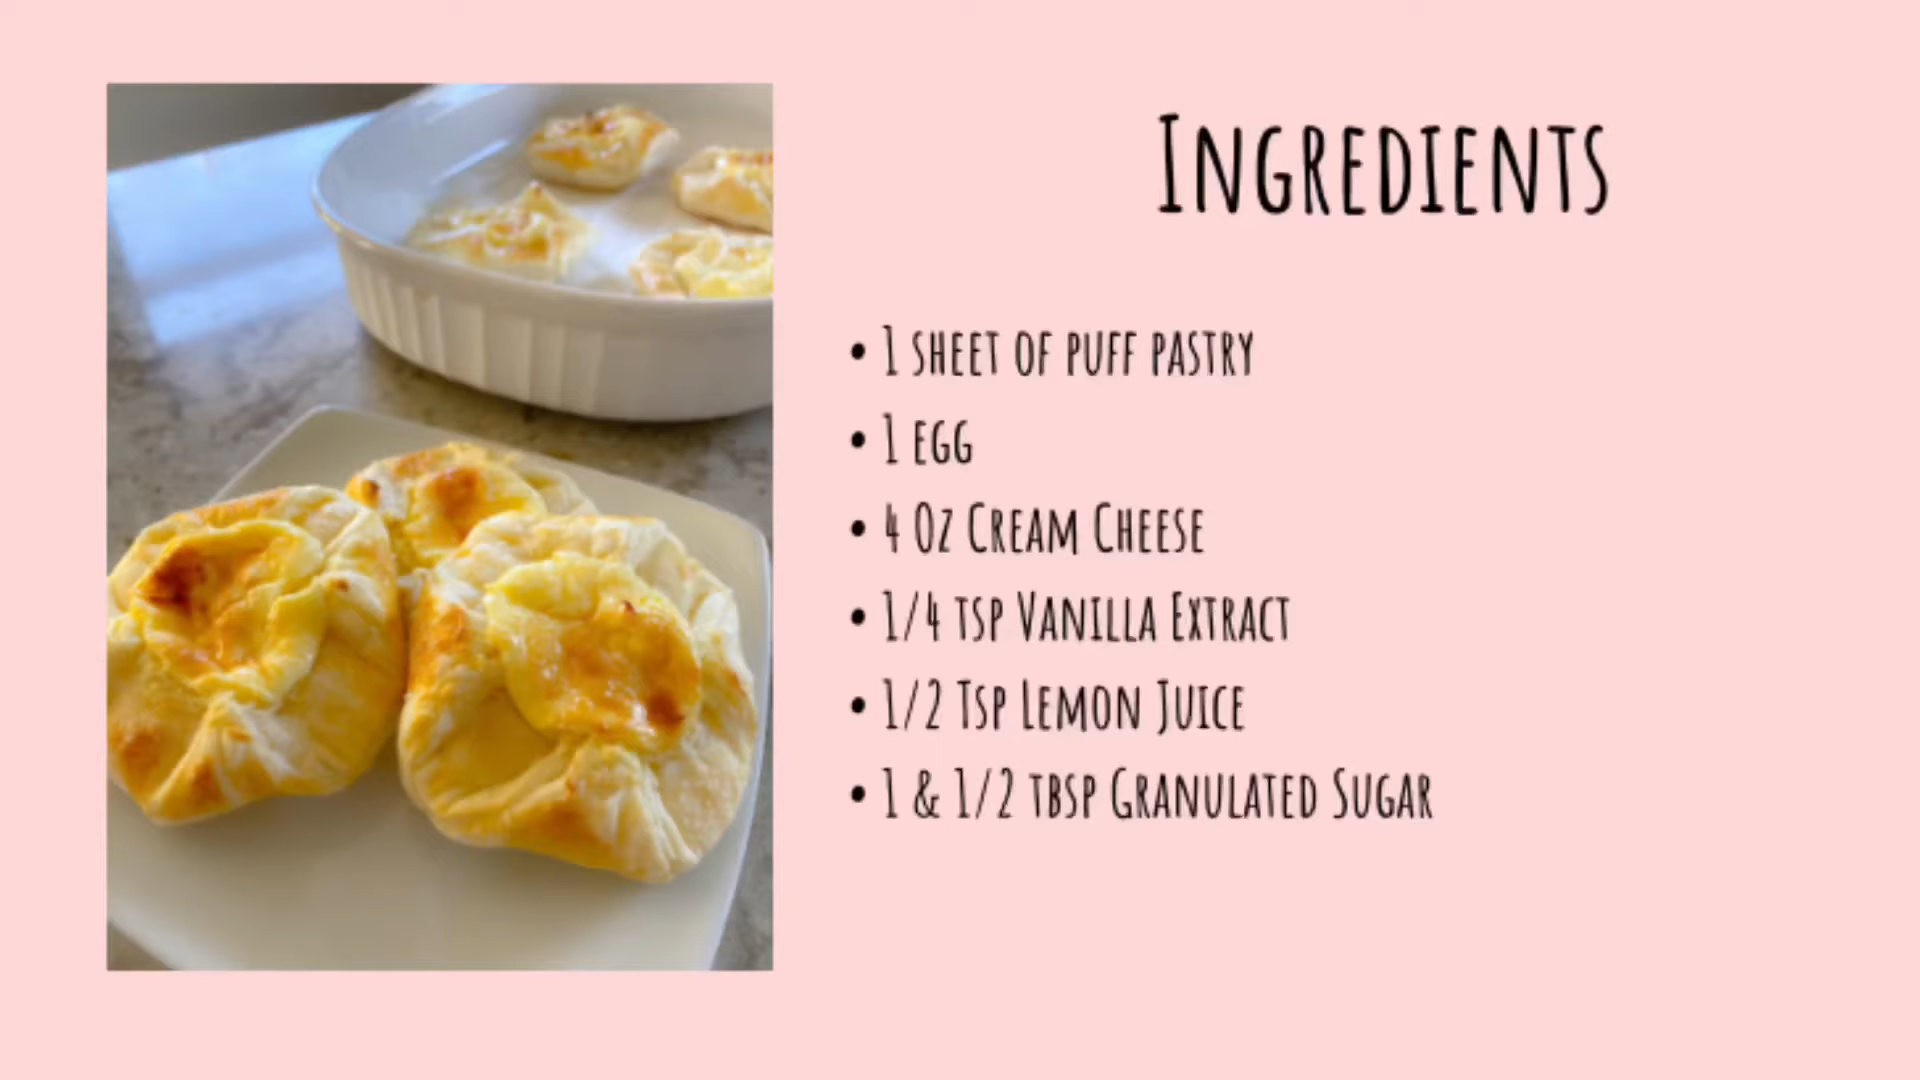 Ingredients
• 1 sheet of puff pastry
• 1 egg
• 4 Oz Cream Cheese
• 1/4 tsp Vanilla Extract
• 1/2 Tsp Lemon Juice
• 1 & 1/2 tbsp Granulated Sugar